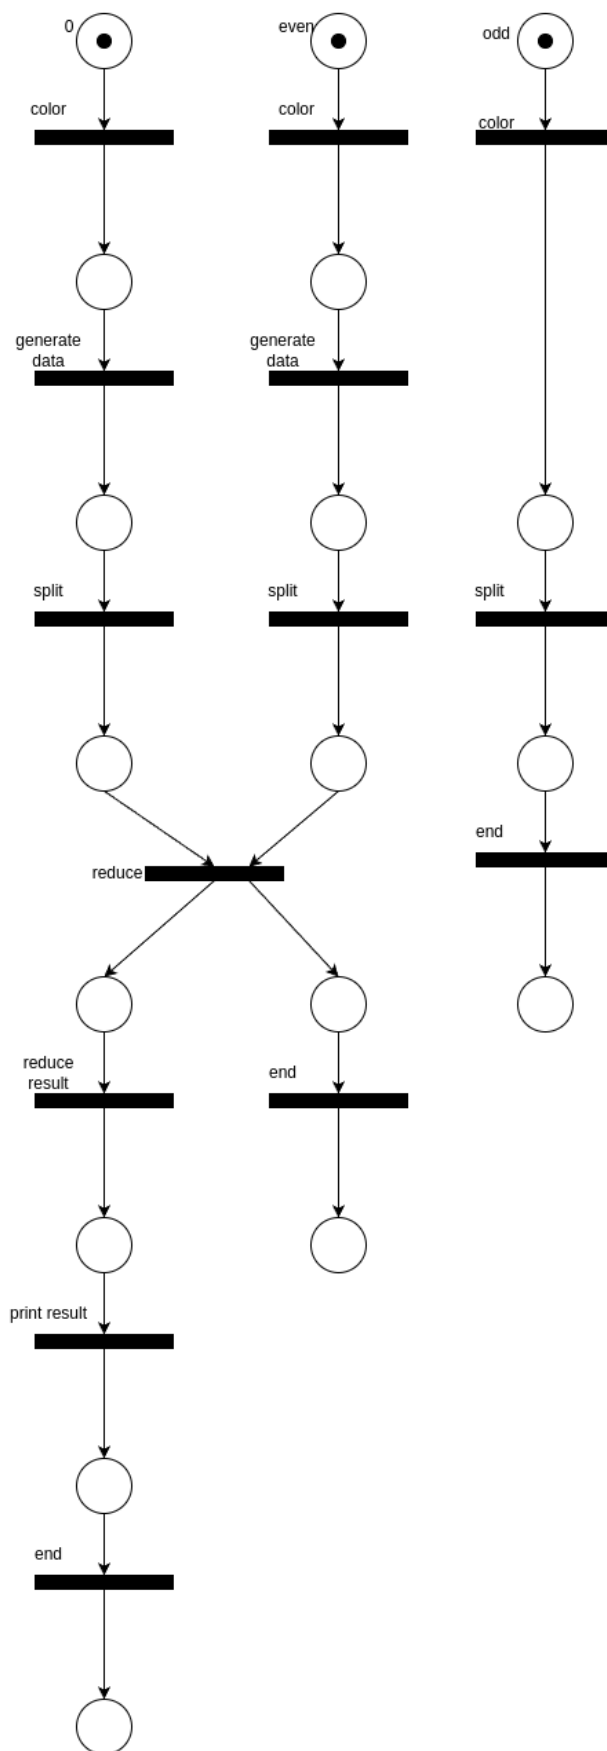 0
even
odd
color
color
color
generate
data
generate
data
split
split
split
end
reduce
reduce
result
end
print result
end